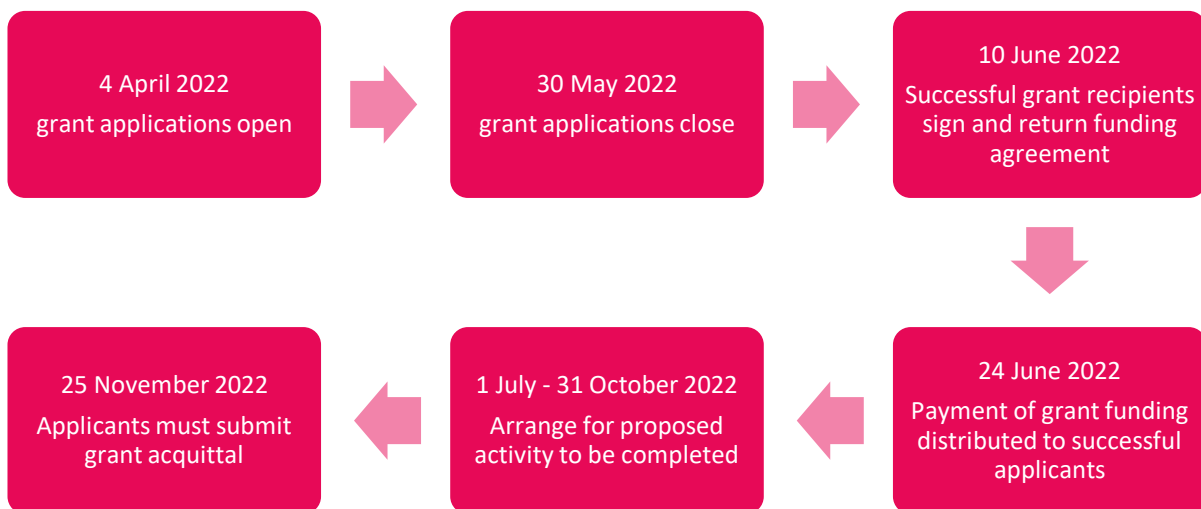 4 April 2022
grant applications open
30 May 2022
grant applications close
10 June 2022
Successful grant recipients
sign and return funding
agreement
24 June 2022
Payment of grant funding
distributed to successful
applicants
1 July - 31 October 2022
Arrange for proposed
activity to be completed
25 November 2022
Applicants must submit
grant acquittal